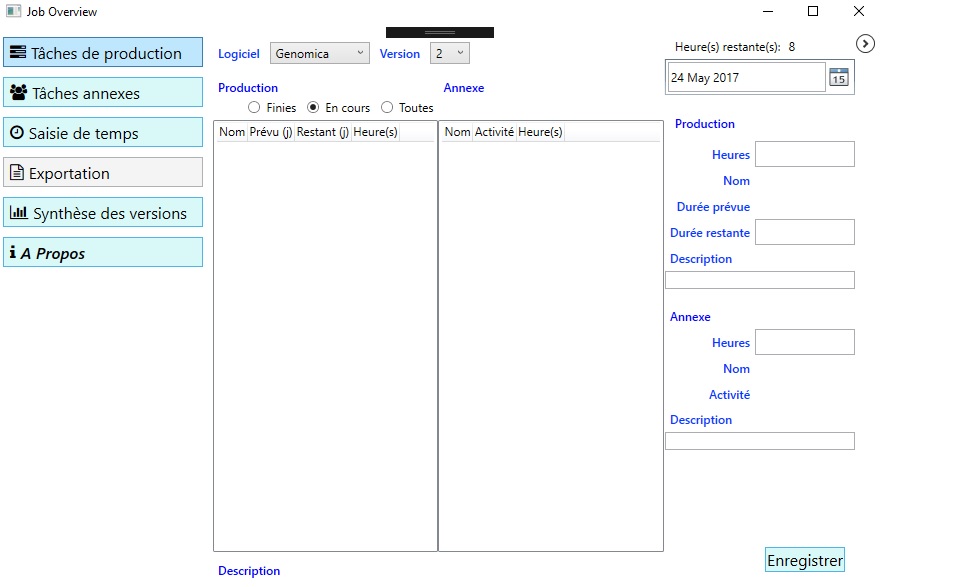 Job Overview
Tâches de production
Tâches annexes
Saisie de temps
Exportation
Synthèse des versions
A Propos
Logiciel Genomica Version 2
Production Annexe
Finies En cours Toutes
Nom Prévu (j) Restant (j) Heure(s)
Nom Activité Heure(s)
Description
Heure(s) restante(s): 8
24 May 2017 15
Production
Heures
Nom
Durée prévue
Durée restante
Description
Annexe
Heures
Nom
Activité
Description
Enregistrer